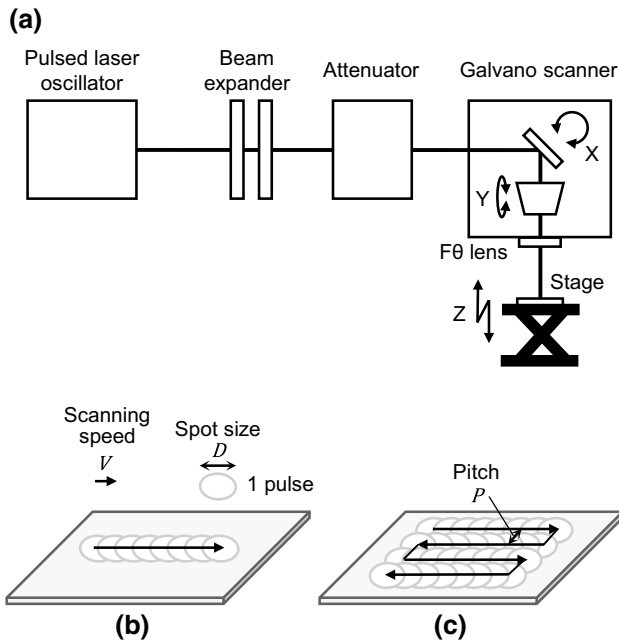 (a)
Pulsed laser
oscillator
Beam
expander
Attenuator
Galvano scanner
X
Y
Fθ lens
Stage
Z
Scanning
speed
V
Spot size
D
1 pulse
Pitch
P
(b)
(c)